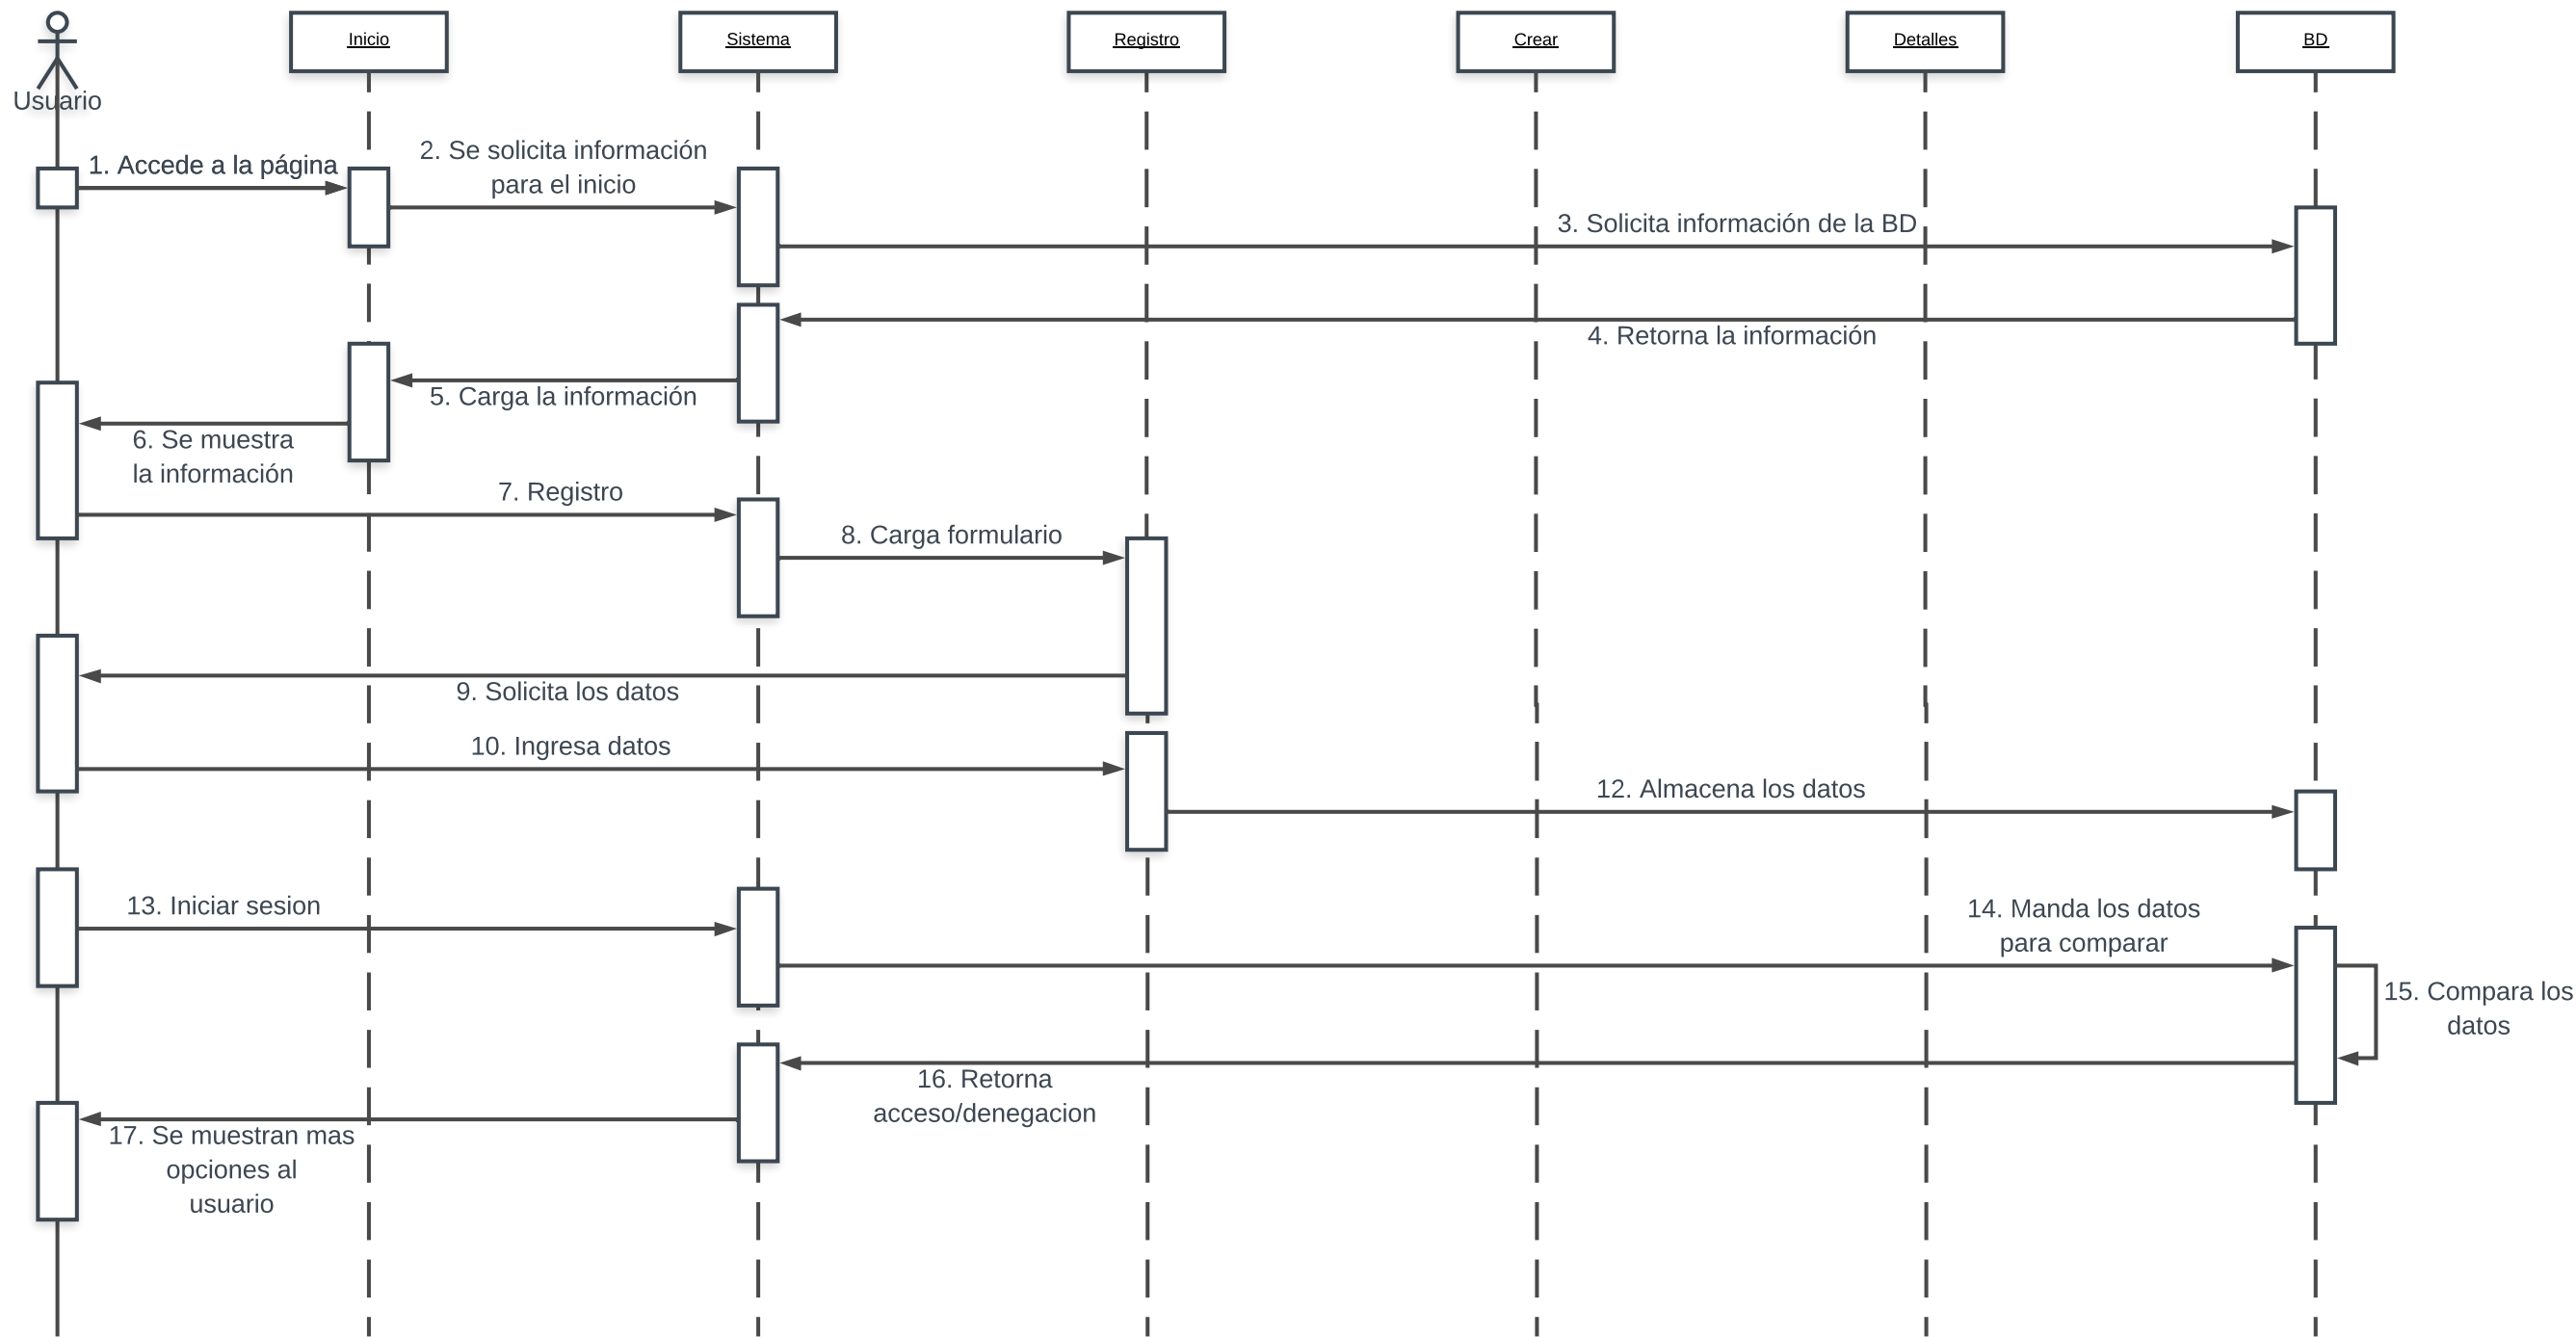 Inicio
Sistema
Registro
Crear
Detalles
BD
Usuario
1. Accede a la página
2. Se solicita información
para el inicio
3. Solicita información de la BD
4. Retorna la información
5. Carga la información
6. Se muestra
la información
7. Registro
8. Carga formulario
9. Solicita los datos
10. Ingresa datos
12. Almacena los datos
13. Iniciar sesion
14. Manda los datos
para comparar
15. Compara los
datos
16. Retorna
acceso/denegacion
17. Se muestran mas
opciones al
usuario